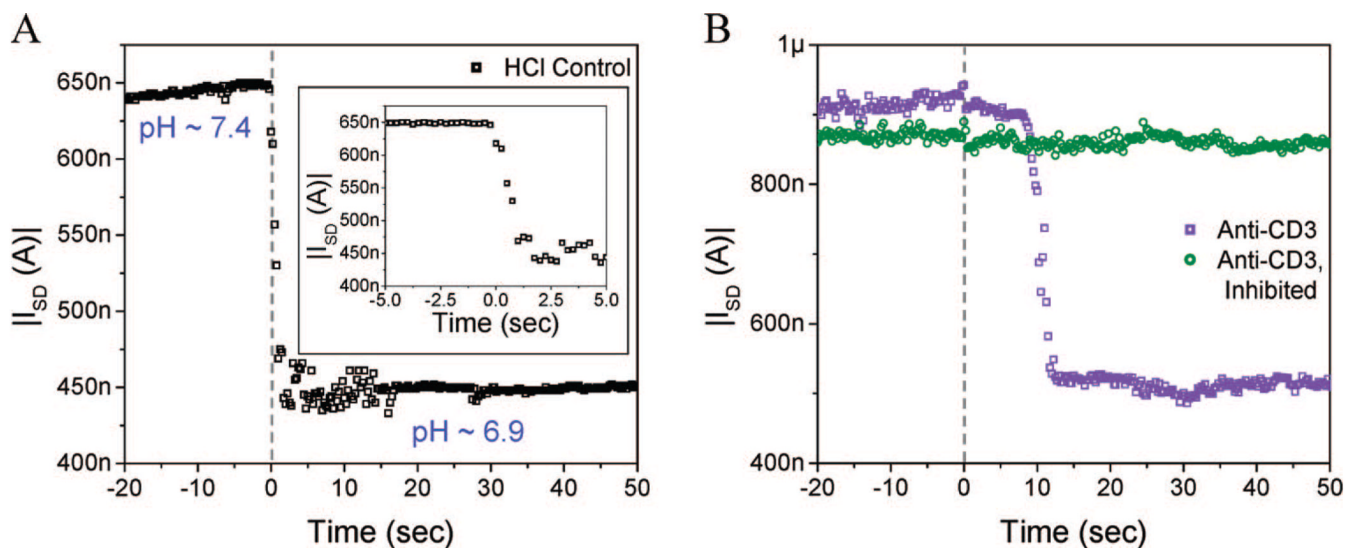 A
650n
600n
550n
500n
450n
400n
|I_SD (A)|
-20
-10
0
10
20
30
40
50
Time (sec)
pH ~ 7.4
pH ~ 6.9
HCl Control
650n
600n
550n
500n
450n
400n
|I_SD (A)|
-5.0
-2.5
0.0
2.5
5.0
Time (sec)
B
1µ
800n
600n
400n
|I_SD (A)|
-20
-10
0
10
20
30
40
50
Time (sec)
Anti-CD3
Anti-CD3,
Inhibited